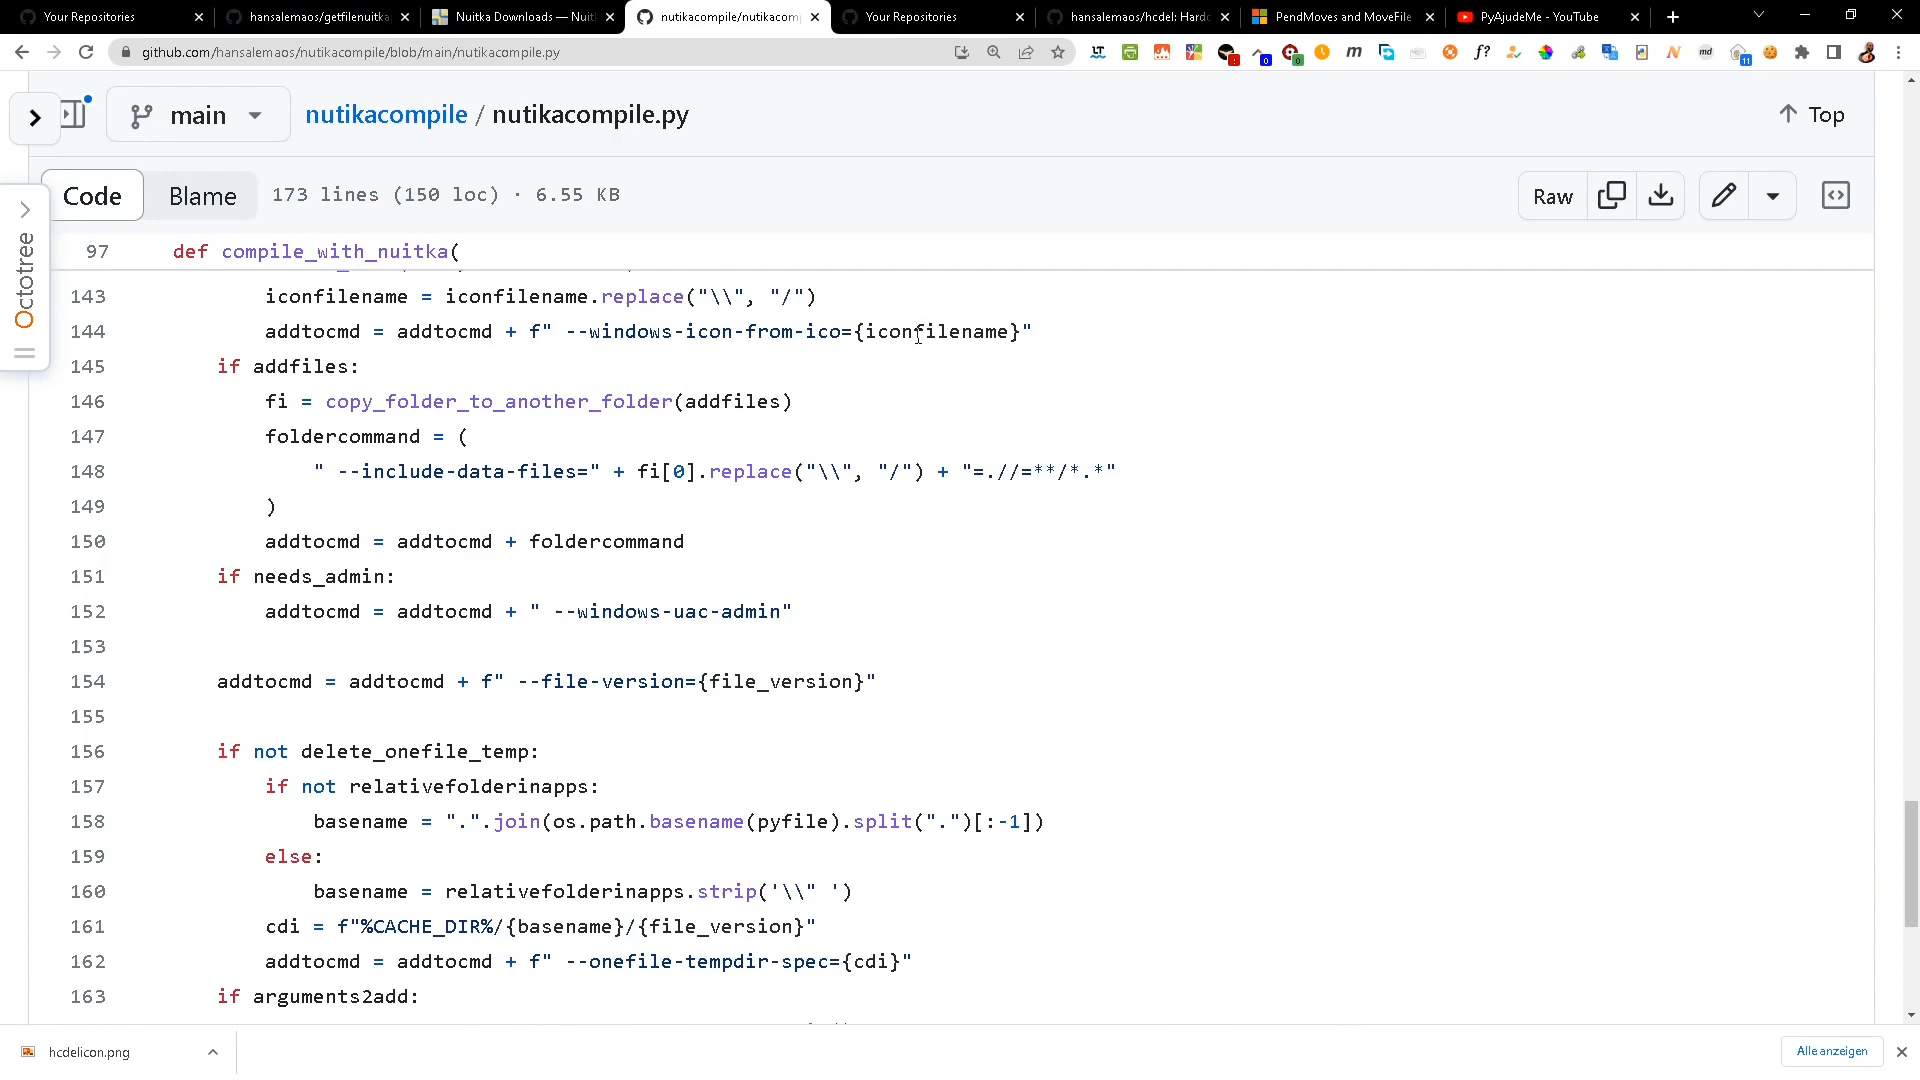 Your Repositories
hansalemaos/getfilenuitka
Nuitka Downloads — Nuit
nutikacompile/nutikacom
Your Repositories
hansalemaos/hcdel: Hard
PendMoves and MoveFile
PyAjudeMe - YouTube
github.com/hansalemaos/nutikacompile/blob/main/nutikacompile.py
main
nutikacompile / nutikacompile.py
Top
Code
Blame
173 lines (150 loc) · 6.55 KB
Raw
Octotree
97 def compile_with_nuitka(
143 iconfilename = iconfilename.replace("\\", "/")
144 addtocmd = addtocmd + f" --windows-icon-from-ico={iconfilename}"
145 if addfiles:
146 fi = copy_folder_to_another_folder(addfiles)
147 foldercommand = (
148 " --include-data-files=" + fi[0].replace("\\", "/") + "=.//=**/*.*"
149 )
150 addtocmd = addtocmd + foldercommand
151 if needs_admin:
152 addtocmd = addtocmd + " --windows-uac-admin"
153
154 addtocmd = addtocmd + f" --file-version={file_version}"
155
156 if not delete_onefile_temp:
157 if not relativefolderinapps:
158 basename = ".".join(os.path.basename(pyfile).split(".")[:-1])
159 else:
160 basename = relativefolderinapps.strip('\\" ')
161 cdi = f"%CACHE_DIR%/{basename}/{file_version}"
162 addtocmd = addtocmd + f" --onefile-tempdir-spec={cdi}"
163 if arguments2add:
hcdelicon.png
Alle anzeigen